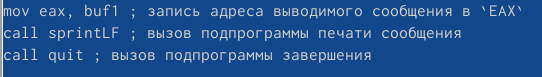 mov eax, buf1 ; запись адреса выводимого сообщения в `EAX`
call sprintLF ; вызов подпрограммы печати сообщения
call quit ; вызов подпрограммы завершения